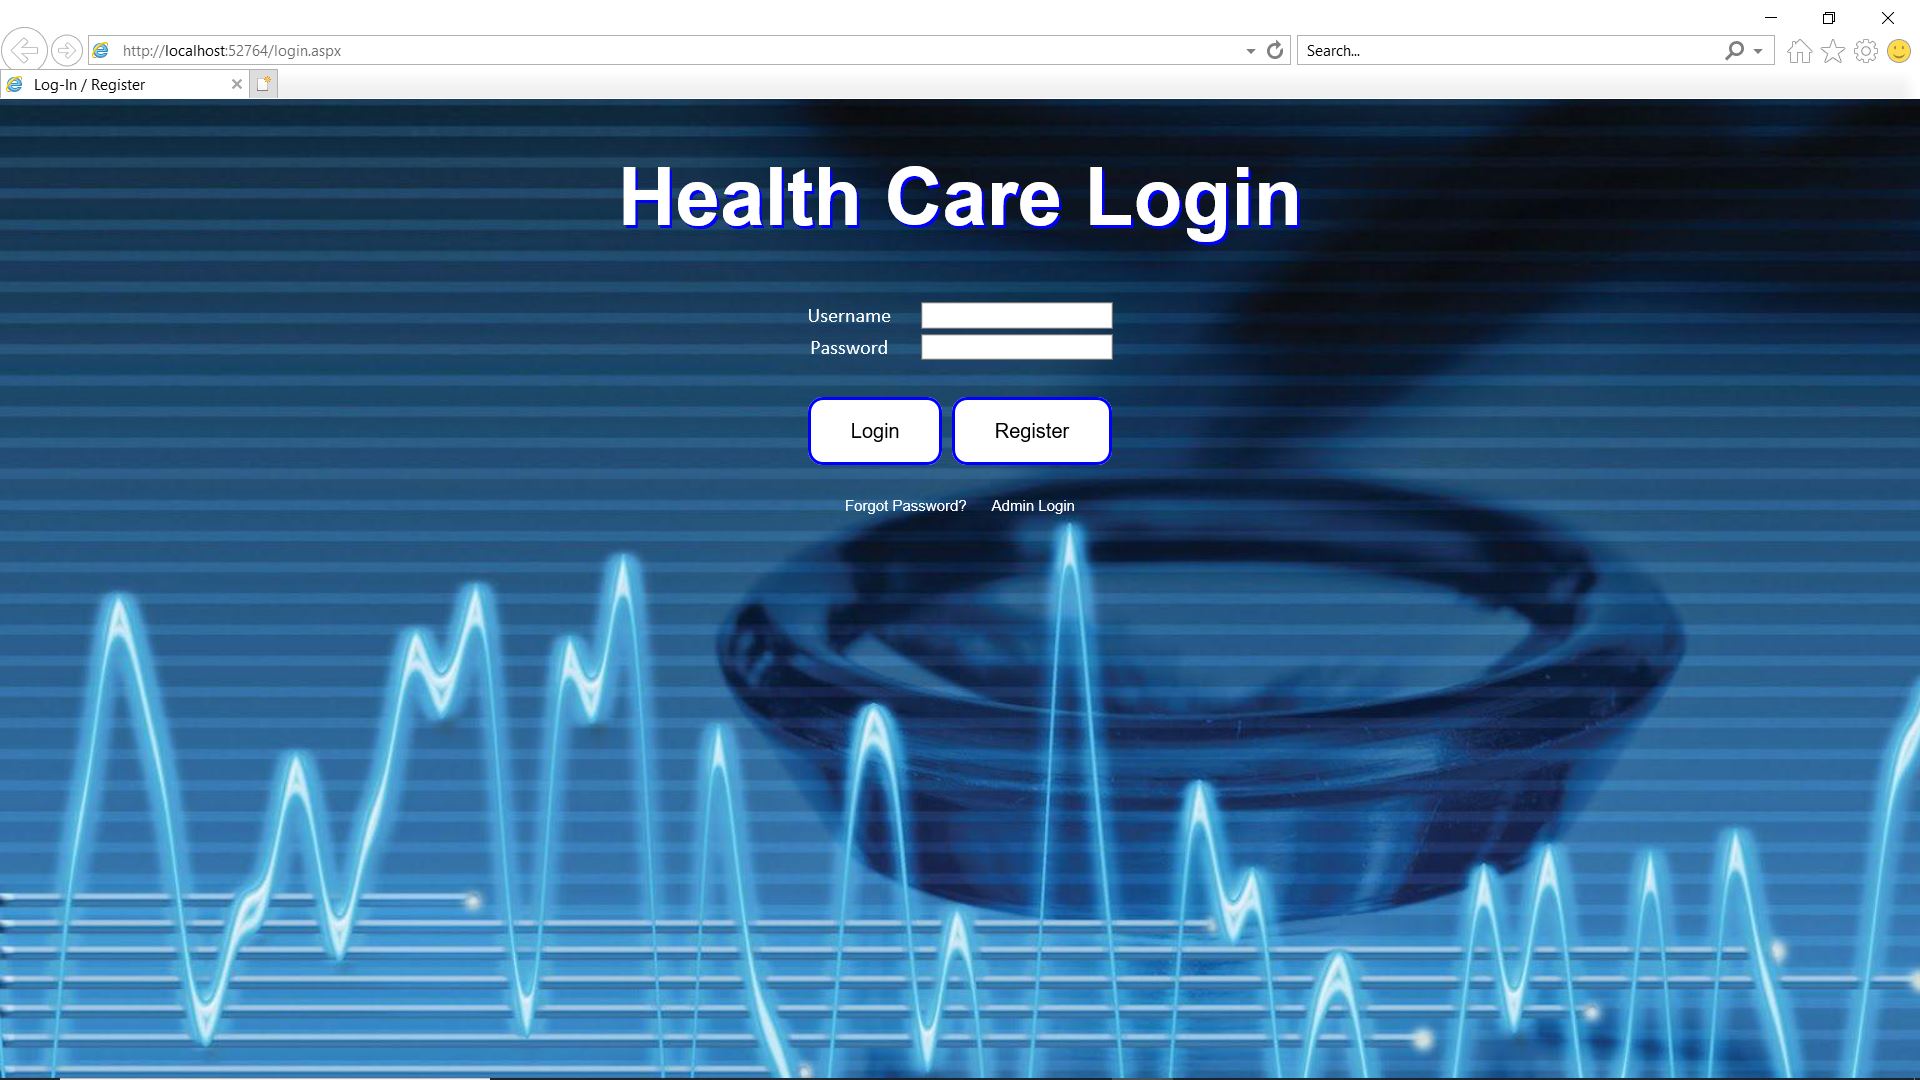 http://localhost:52764/login.aspx
Search...
Log-In / Register
Health Care Login
Username
Password
Login Register
Forgot Password? Admin Login